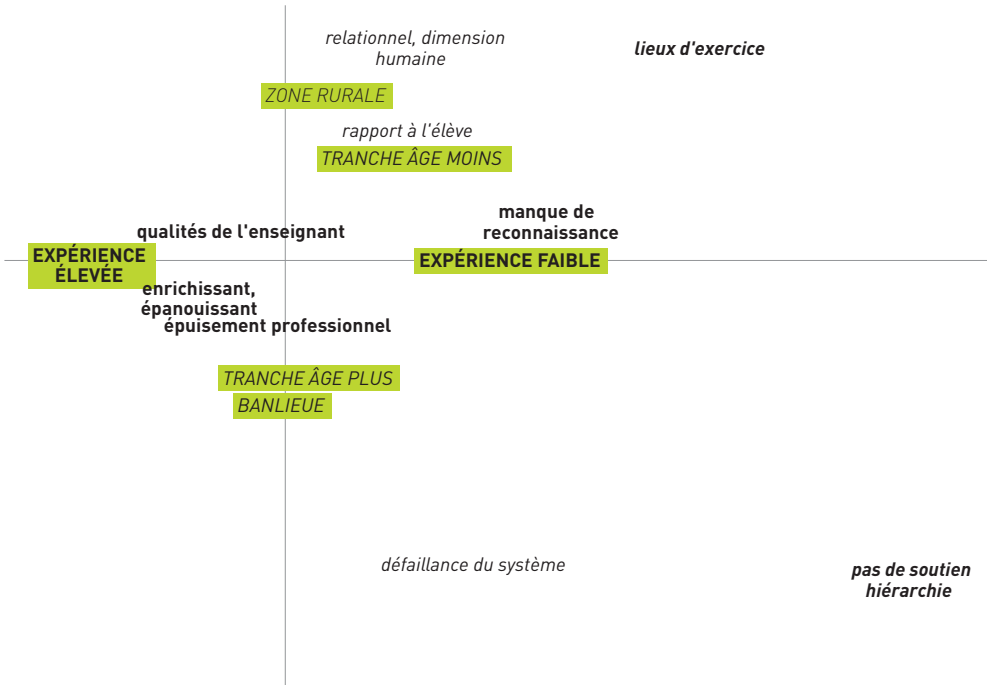 relationnel, dimension
humaine
lieux d'exercice
ZONE RURALE
rapport à l'élève
TRANCHE ÂGE MOINS
manque de
reconnaissance
qualités de l'enseignant
EXPÉRIENCE
ÉLEVÉE
EXPÉRIENCE FAIBLE
enrichissant,
épanouissant
épuisement professionnel
TRANCHE ÂGE PLUS
BANLIEUE
défaillance du système
pas de soutien
hiérarchie